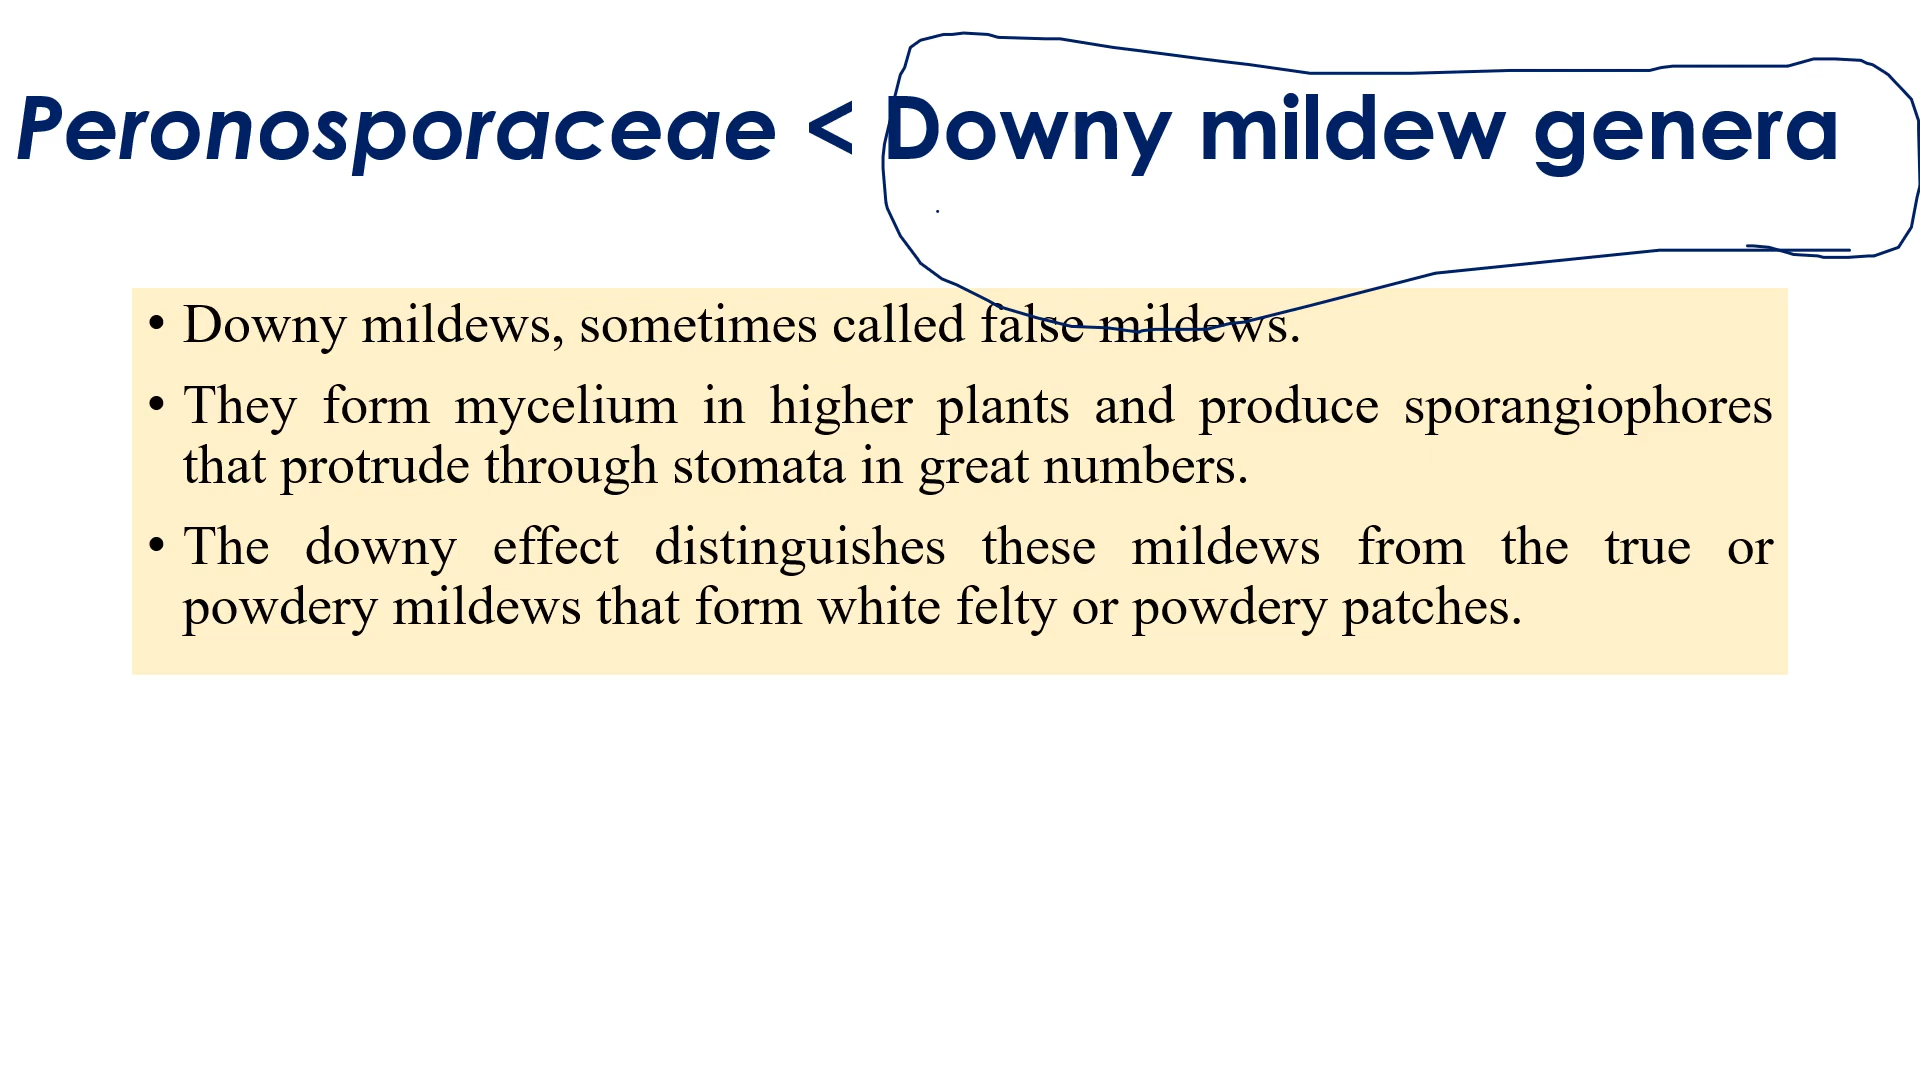 Peronosporaceae < Downy mildew genera
• Downy mildews, sometimes called false mildews.
• They form mycelium in higher plants and produce sporangiophores
that protrude through stomata in great numbers.
• The downy effect distinguishes these mildews from the true or
powdery mildews that form white felty or powdery patches.